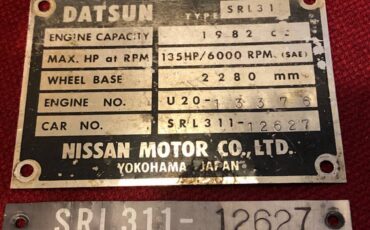 DATSUN TYPE SRL311
ENGINE CAPACITY 1982 cc
MAX. HP at RPM 135HP/6000 RPM. (SAE)
WHEEL BASE 2280 mm
ENGINE NO. U20-13376
CAR NO. SRL311-12627
NISSAN MOTOR CO., LTD.
YOKOHAMA JAPAN
SRL311-12627